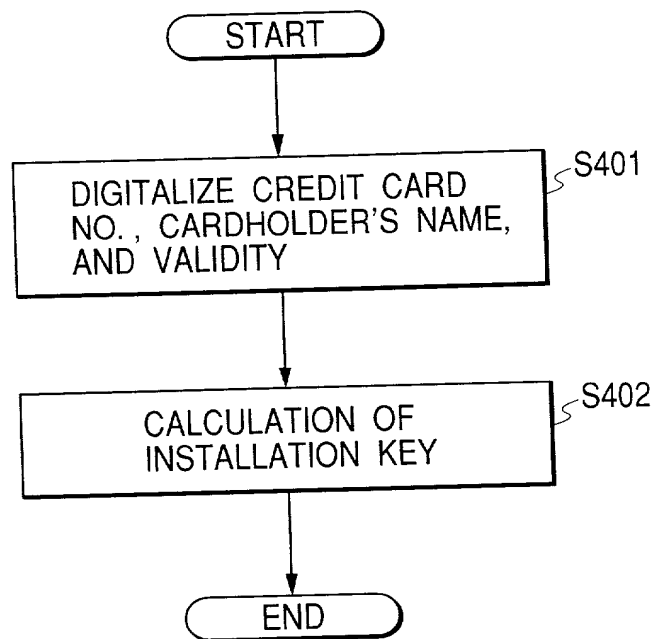 START
DIGITALIZE CREDIT CARD
NO., CARDHOLDER'S NAME,
AND VALIDITY
S401
CALCULATION OF
INSTALLATION KEY
S402
END